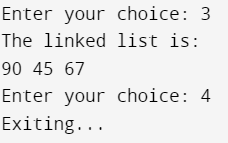 Enter your choice: 3
The linked list is:
90 45 67
Enter your choice: 4
Exiting...